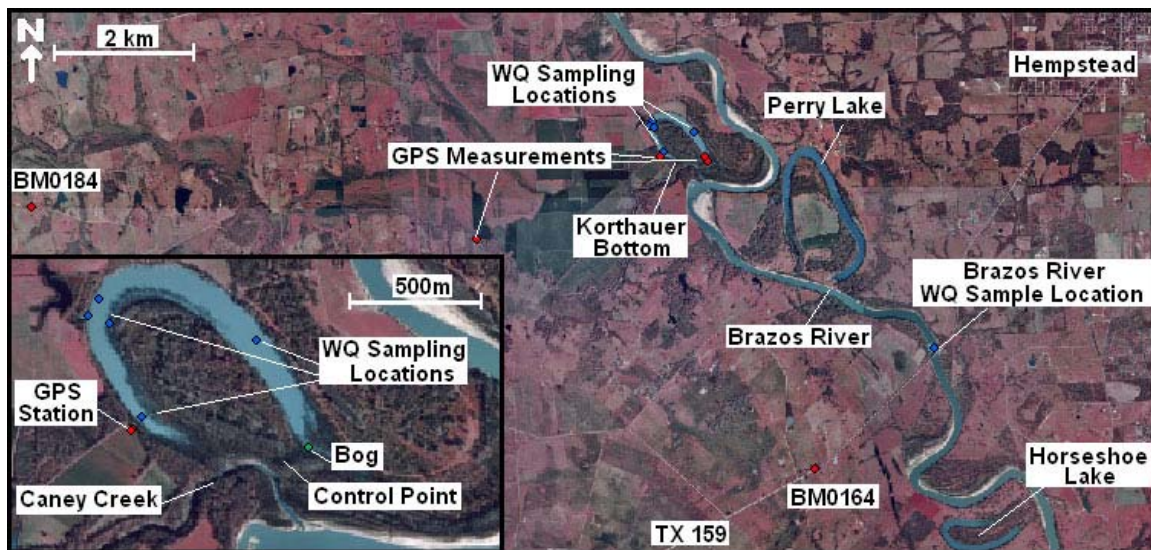 N
2 km
WQ Sampling
Locations
Hempstead
Perry Lake
GPS Measurements
BM0184
Korthauer
Bottom
Brazos River
WQ Sample Location
Brazos River
500m
WQ Sampling
Locations
GPS
Station
Bog
Control Point
Caney Creek
Horseshoe
Lake
BM0164
TX 159